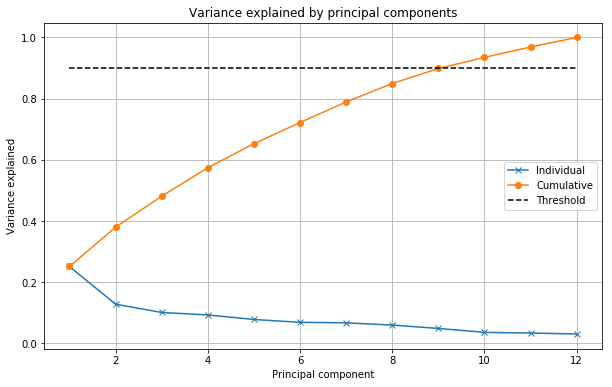 Variance explained by principal components
Variance explained
1.0
0.8
0.6
0.4
0.2
0.0
Individual
Cumulative
Threshold
2 4 6 8 10 12
Principal component